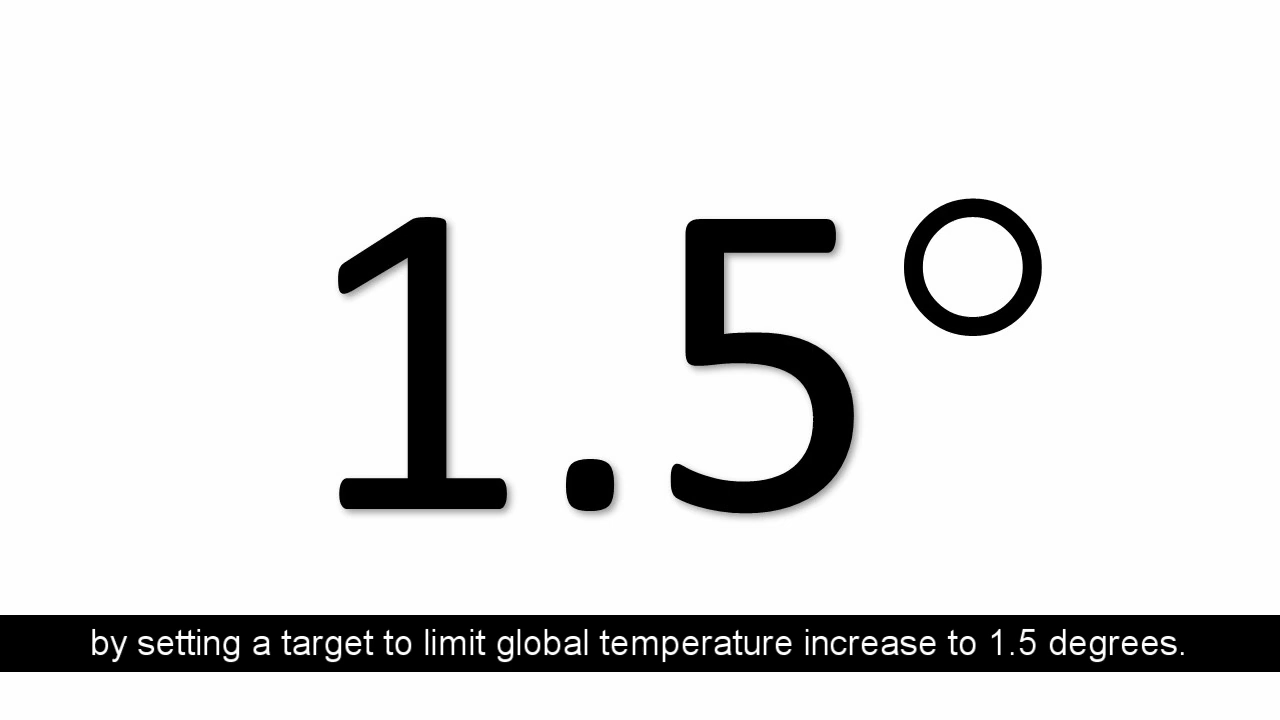 1.5°
by setting a target to limit global temperature increase to 1.5 degrees.